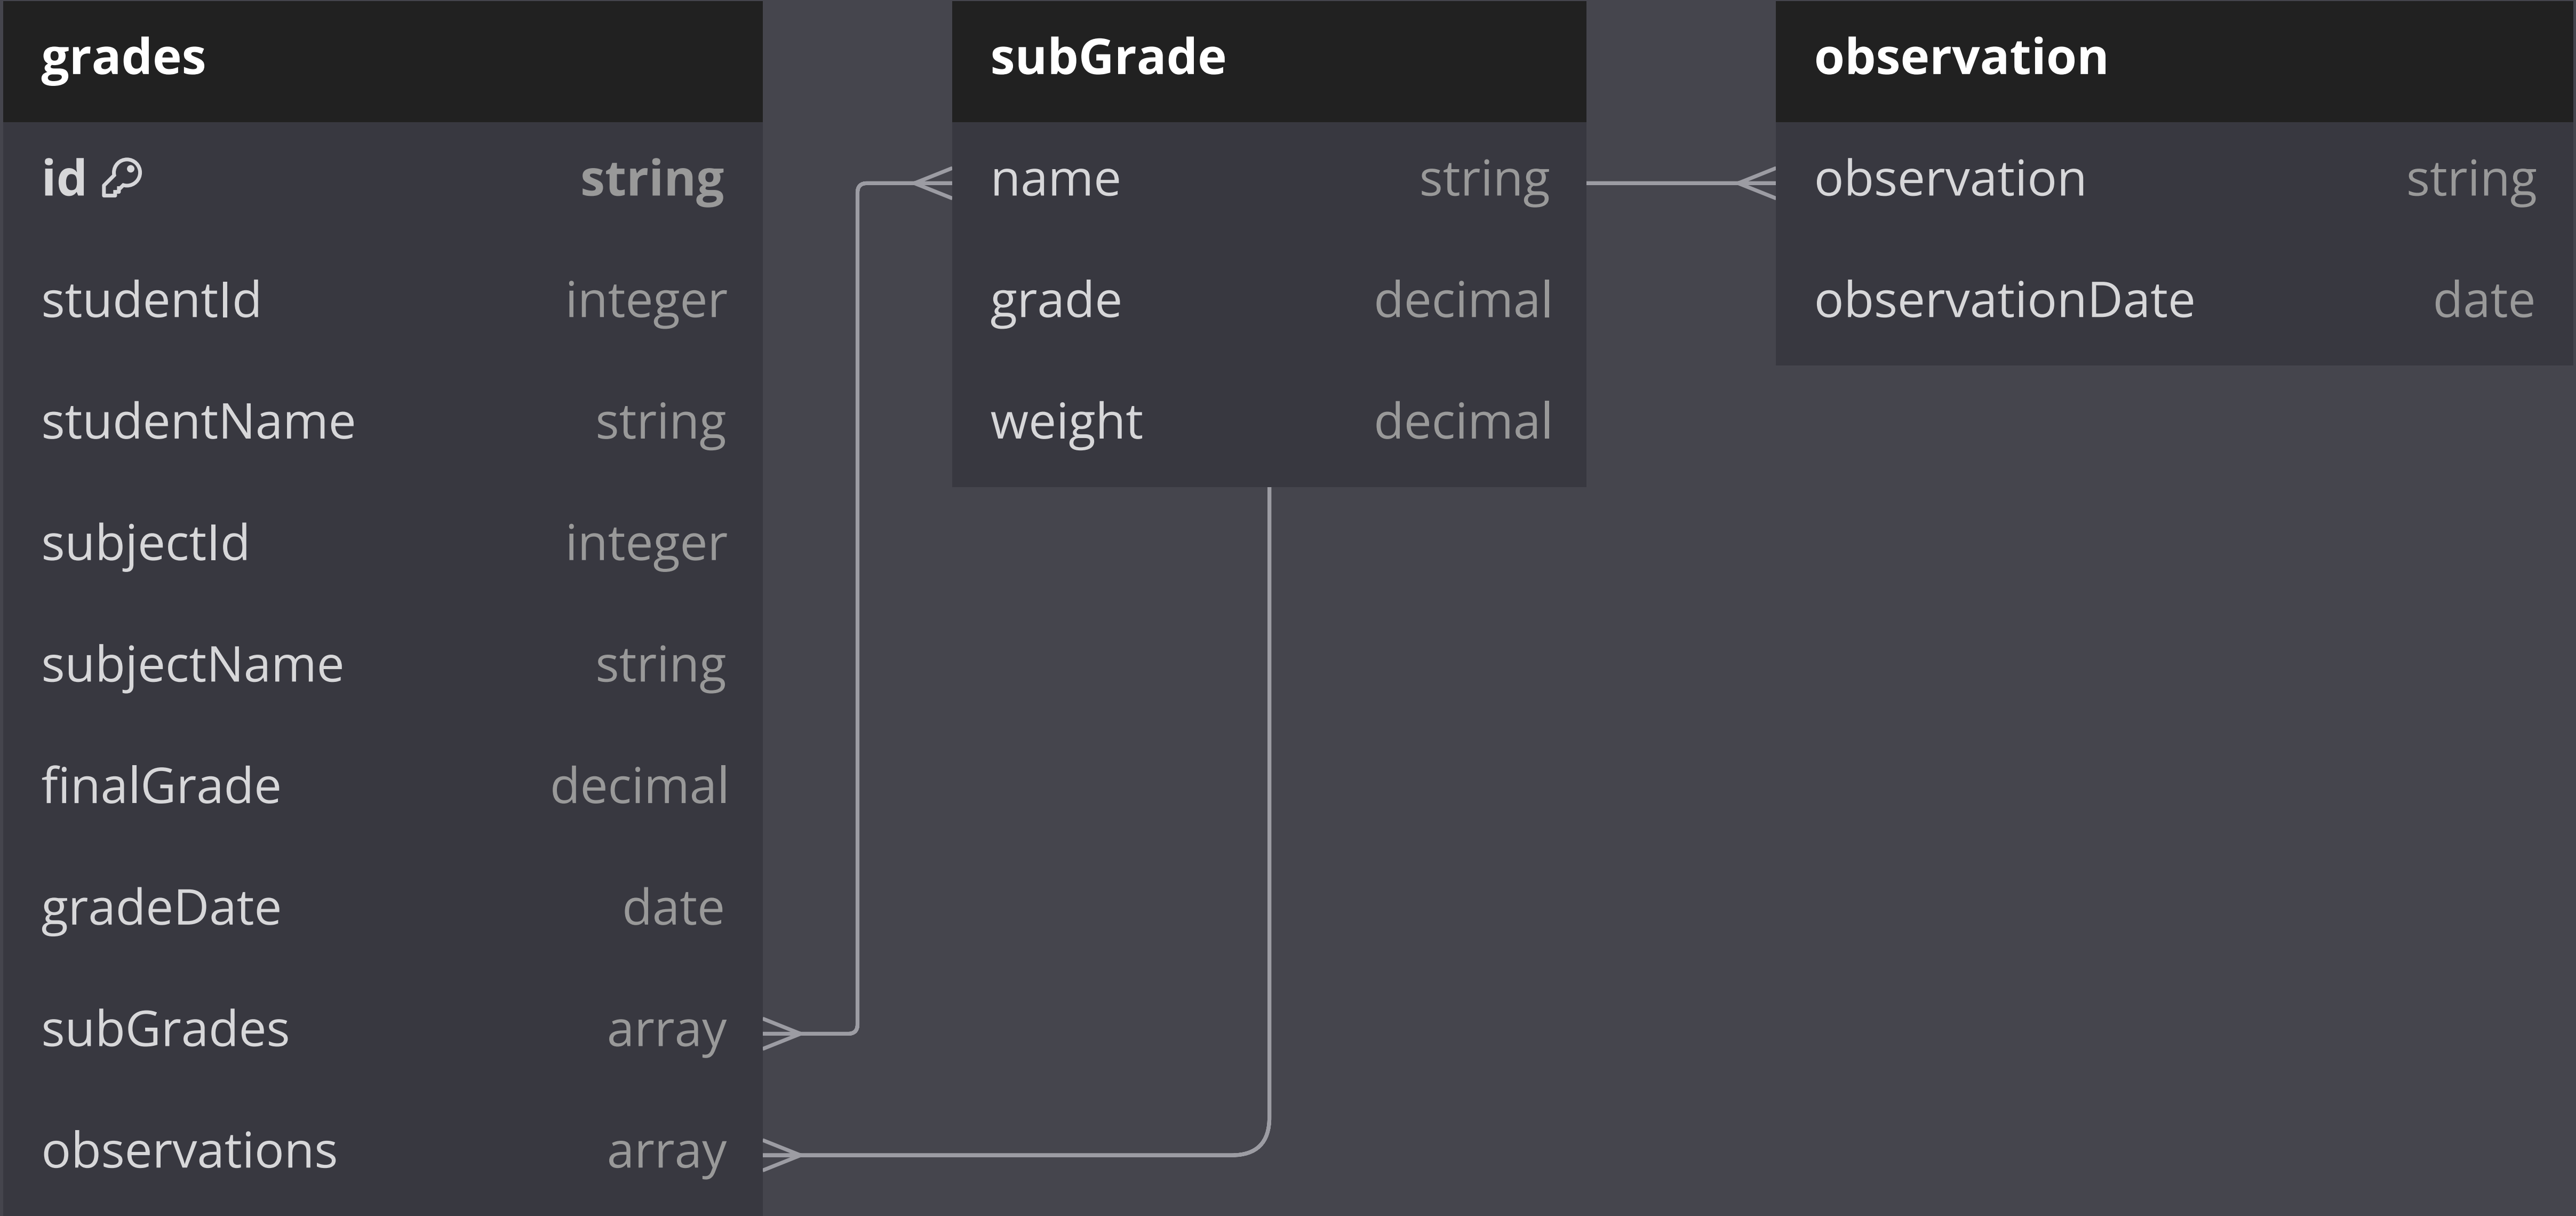 grades
id string
studentId integer
studentName string
subjectId integer
subjectName string
finalGrade decimal
gradeDate date
subGrades array
observations array
subGrade
name string
grade decimal
weight decimal
observation
observation string
observationDate date